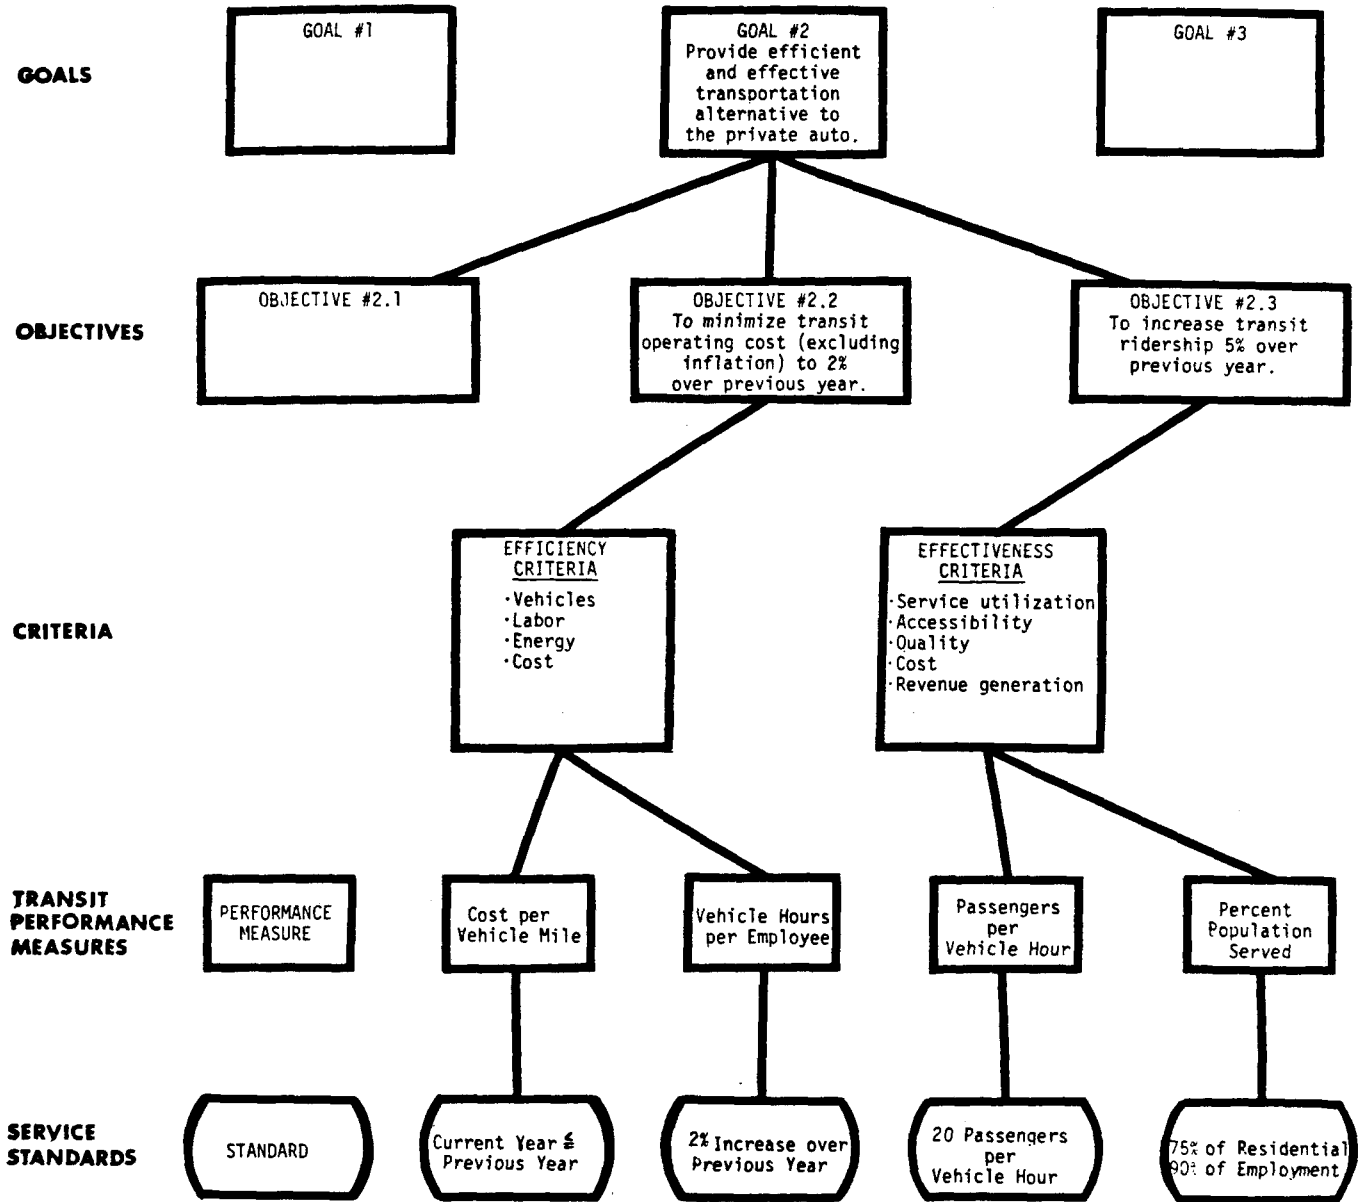 GOALS
GOAL #1
GOAL #2
Provide efficient
and effective
transportation
alternative to
the private auto.
GOAL #3
OBJECTIVES
OBJECTIVE #2.1
OBJECTIVE #2.2
To minimize transit
operating cost (excluding
inflation) to 2%
over previous year.
OBJECTIVE #2.3
To increase transit
ridership 5% over
previous year.
CRITERIA
EFFICIENCY
CRITERIA
·Vehicles
·Labor
·Energy
·Cost
EFFECTIVENESS
CRITERIA
·Service utilization
·Accessibility
·Quality
·Cost
·Revenue generation
TRANSIT
PERFORMANCE
MEASURES
PERFORMANCE
MEASURE
Cost per
Vehicle Mile
Vehicle Hours
per Employee
Passengers
per
Vehicle Hour
Percent
Population
Served
SERVICE
STANDARDS
STANDARD
Current Year ≦
Previous Year
2% Increase over
Previous Year
20 Passengers
per
Vehicle Hour
75% of Residential
90% of Employment